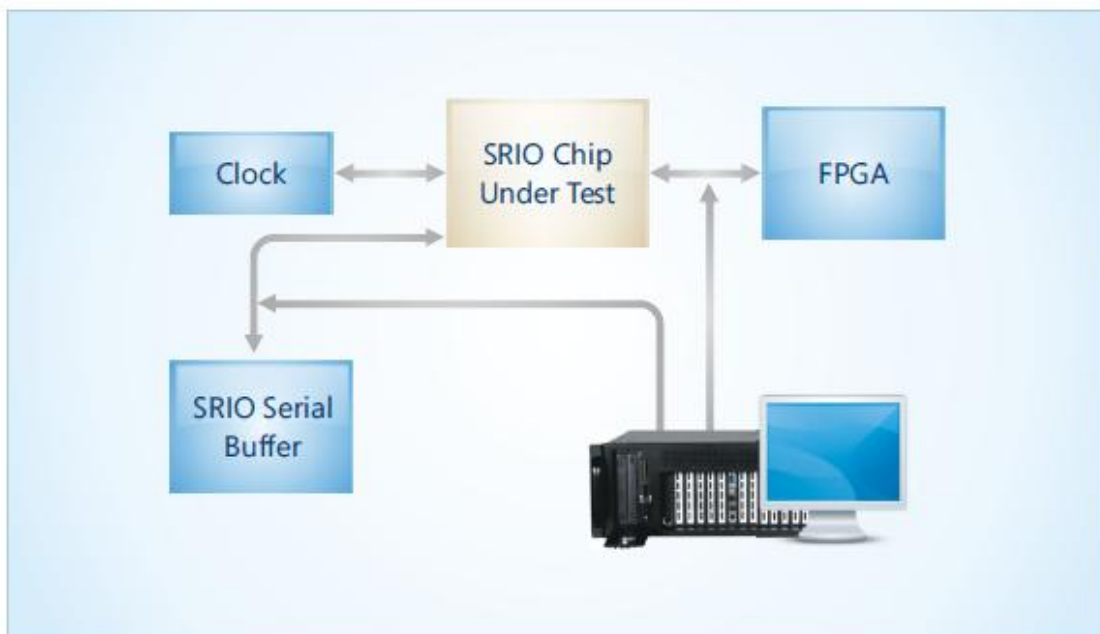 Clock
SRIO Chip
Under Test
FPGA
SRIO Serial
Buffer